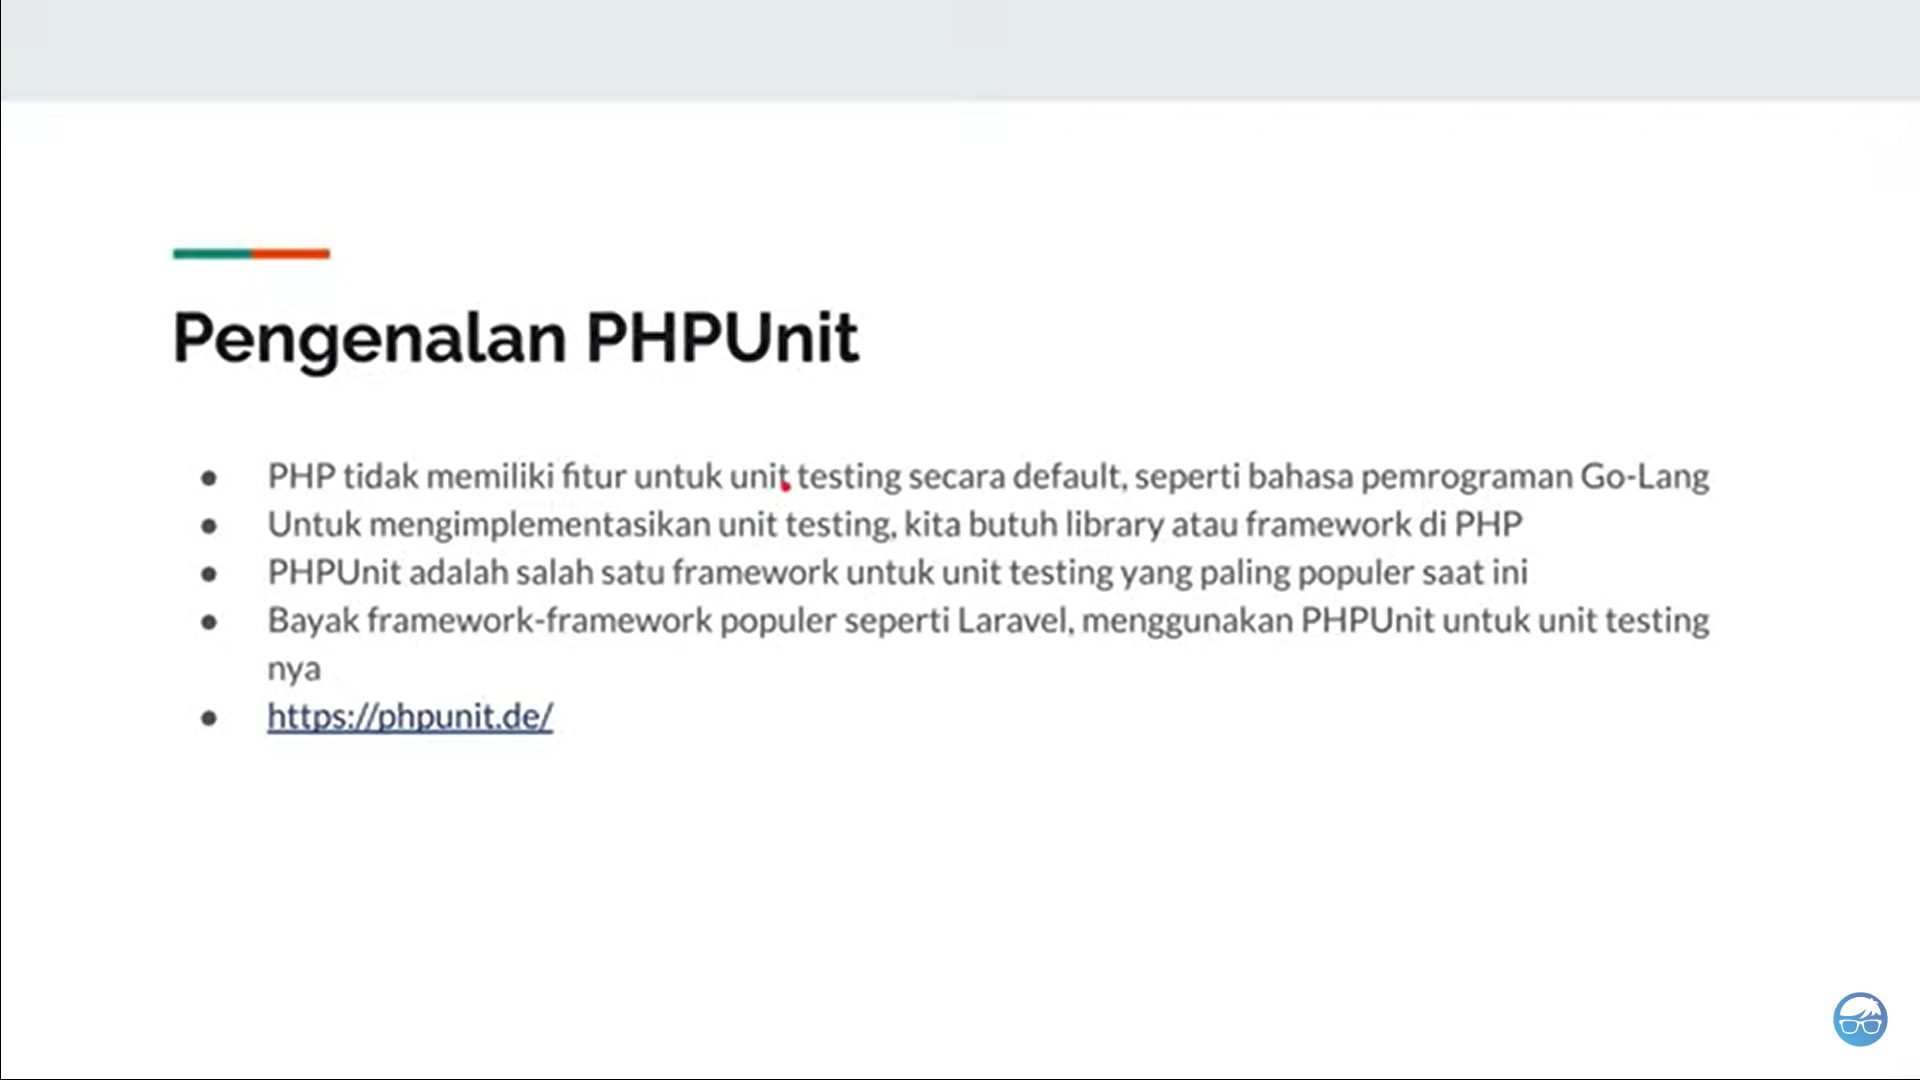 Pengenalan PHPUnit
● PHP tidak memiliki fitur untuk unit testing secara default, seperti bahasa pemrograman Go-Lang
● Untuk mengimplementasikan unit testing, kita butuh library atau framework di PHP
● PHPUnit adalah salah satu framework untuk unit testing yang paling populer saat ini
● Bayak framework-framework populer seperti Laravel, menggunakan PHPUnit untuk unit testing
nya
● https://phpunit.de/